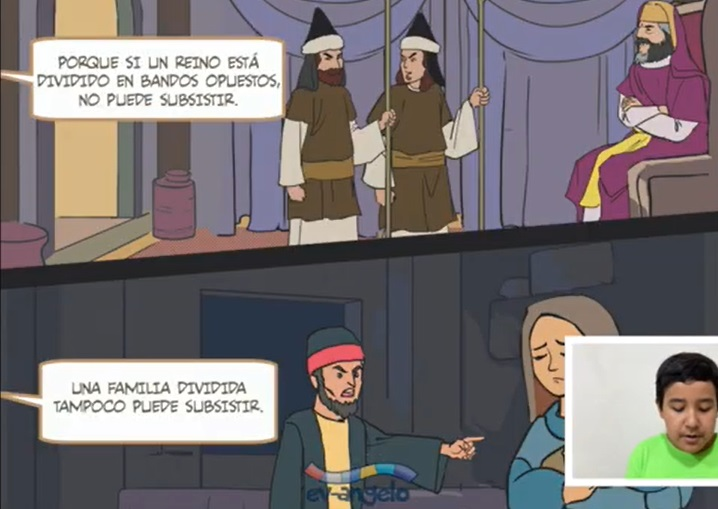 PORQUE SI UN REINO ESTÁ
DIVIDIDO EN BANDOS OPUESTOS,
NO PUEDE SUBSISTIR.
UNA FAMILIA DIVIDIDA
TAMPOCO PUEDE SUBSISTIR.
ev-angelo